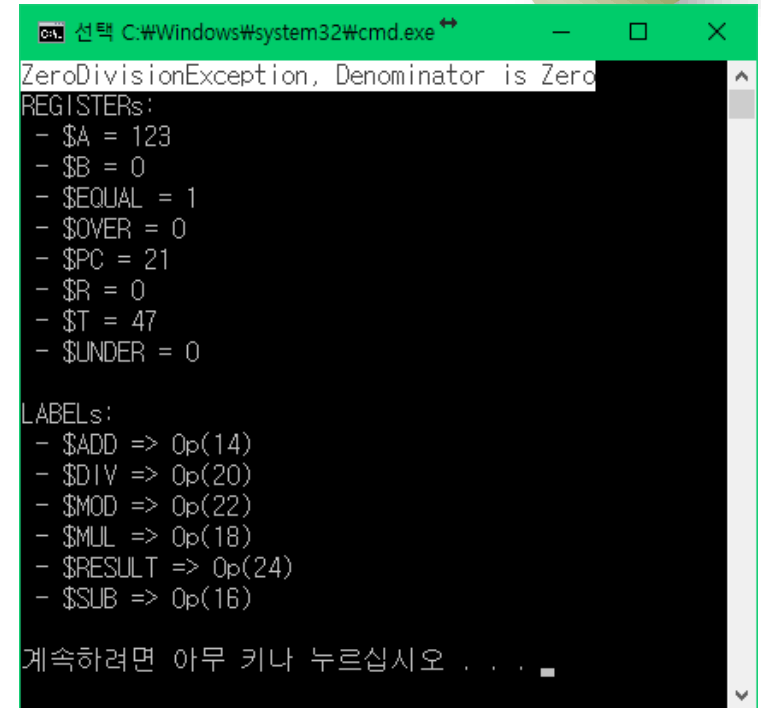 선택 C:₩Windows₩system32₩cmd.exe
ZeroDivisionException, Denominator is Zero
REGISTERs:
- $A = 123
- $B = 0
- $EQUAL = 1
- $OVER = 0
- $PC = 21
- $R = 0
- $T = 47
- $UNDER = 0
LABELs:
- $ADD => Op(14)
- $DIV => Op(20)
- $MOD => Op(22)
- $MUL => Op(18)
- $RESULT => Op(24)
- $SUB => Op(16)
계속하려면 아무 키나 누르십시오 . . .